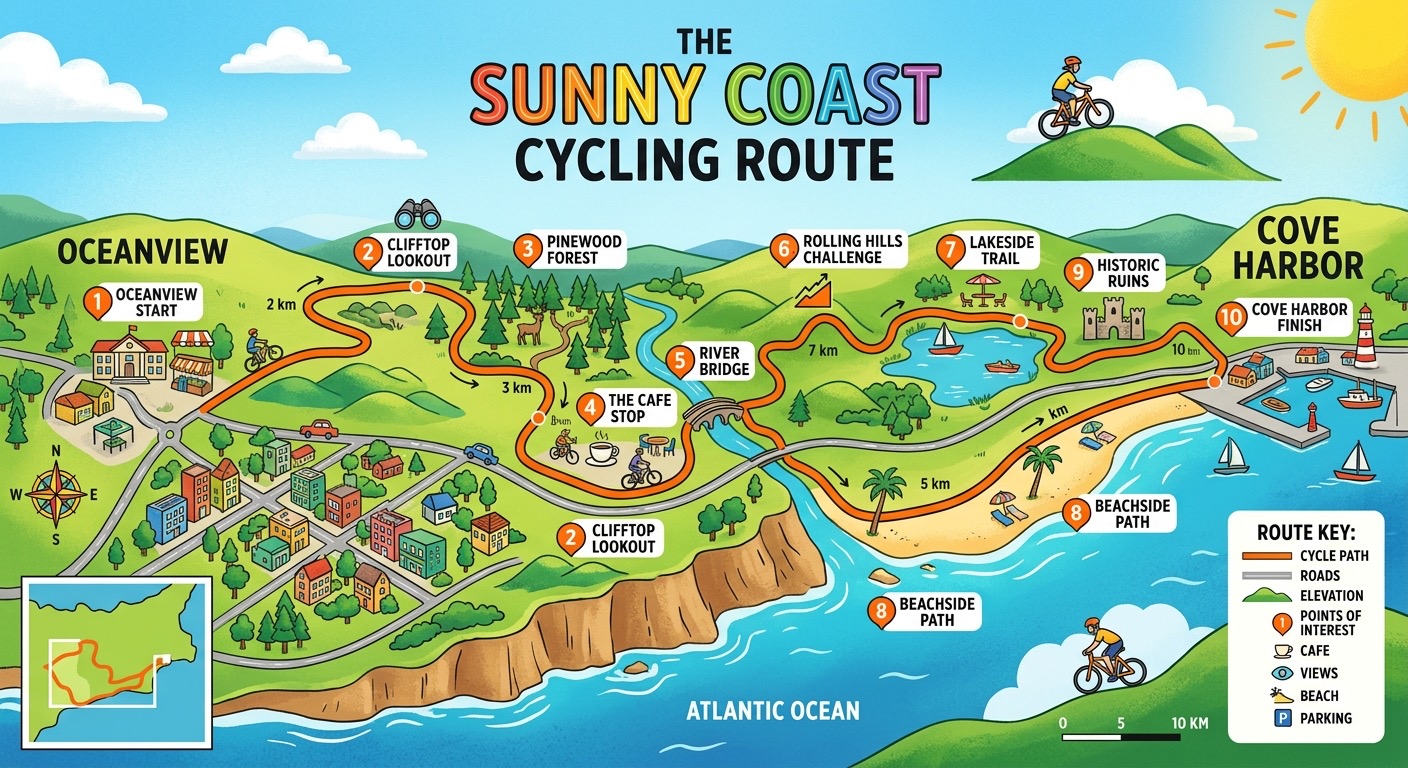 THE
SUNNY COAST
CYCLING ROUTE
OCEANVIEW
COVE
HARBOR
1 OCEANVIEW
START
2 km
2 CLIFFTOP
LOOKOUT
3 PINEWOOD
FOREST
3 km
4 THE CAFE
STOP
5 RIVER
BRIDGE
6 ROLLING HILLS
CHALLENGE
7 km
7 LAKESIDE
TRAIL
9 HISTORIC
RUINS
10
10 COVE HARBOR
FINISH
km
5 km
8 BEACHSIDE
PATH
2 CLIFFTOP
LOOKOUT
8 BEACHSIDE
PATH
ATLANTIC OCEAN
N
W E
S
0 5 10 KM
ROUTE KEY:
CYCLE PATH
ROADS
ELEVATION
1 POINTS OF
INTEREST
CAFE
VIEWS
BEACH
P PARKING